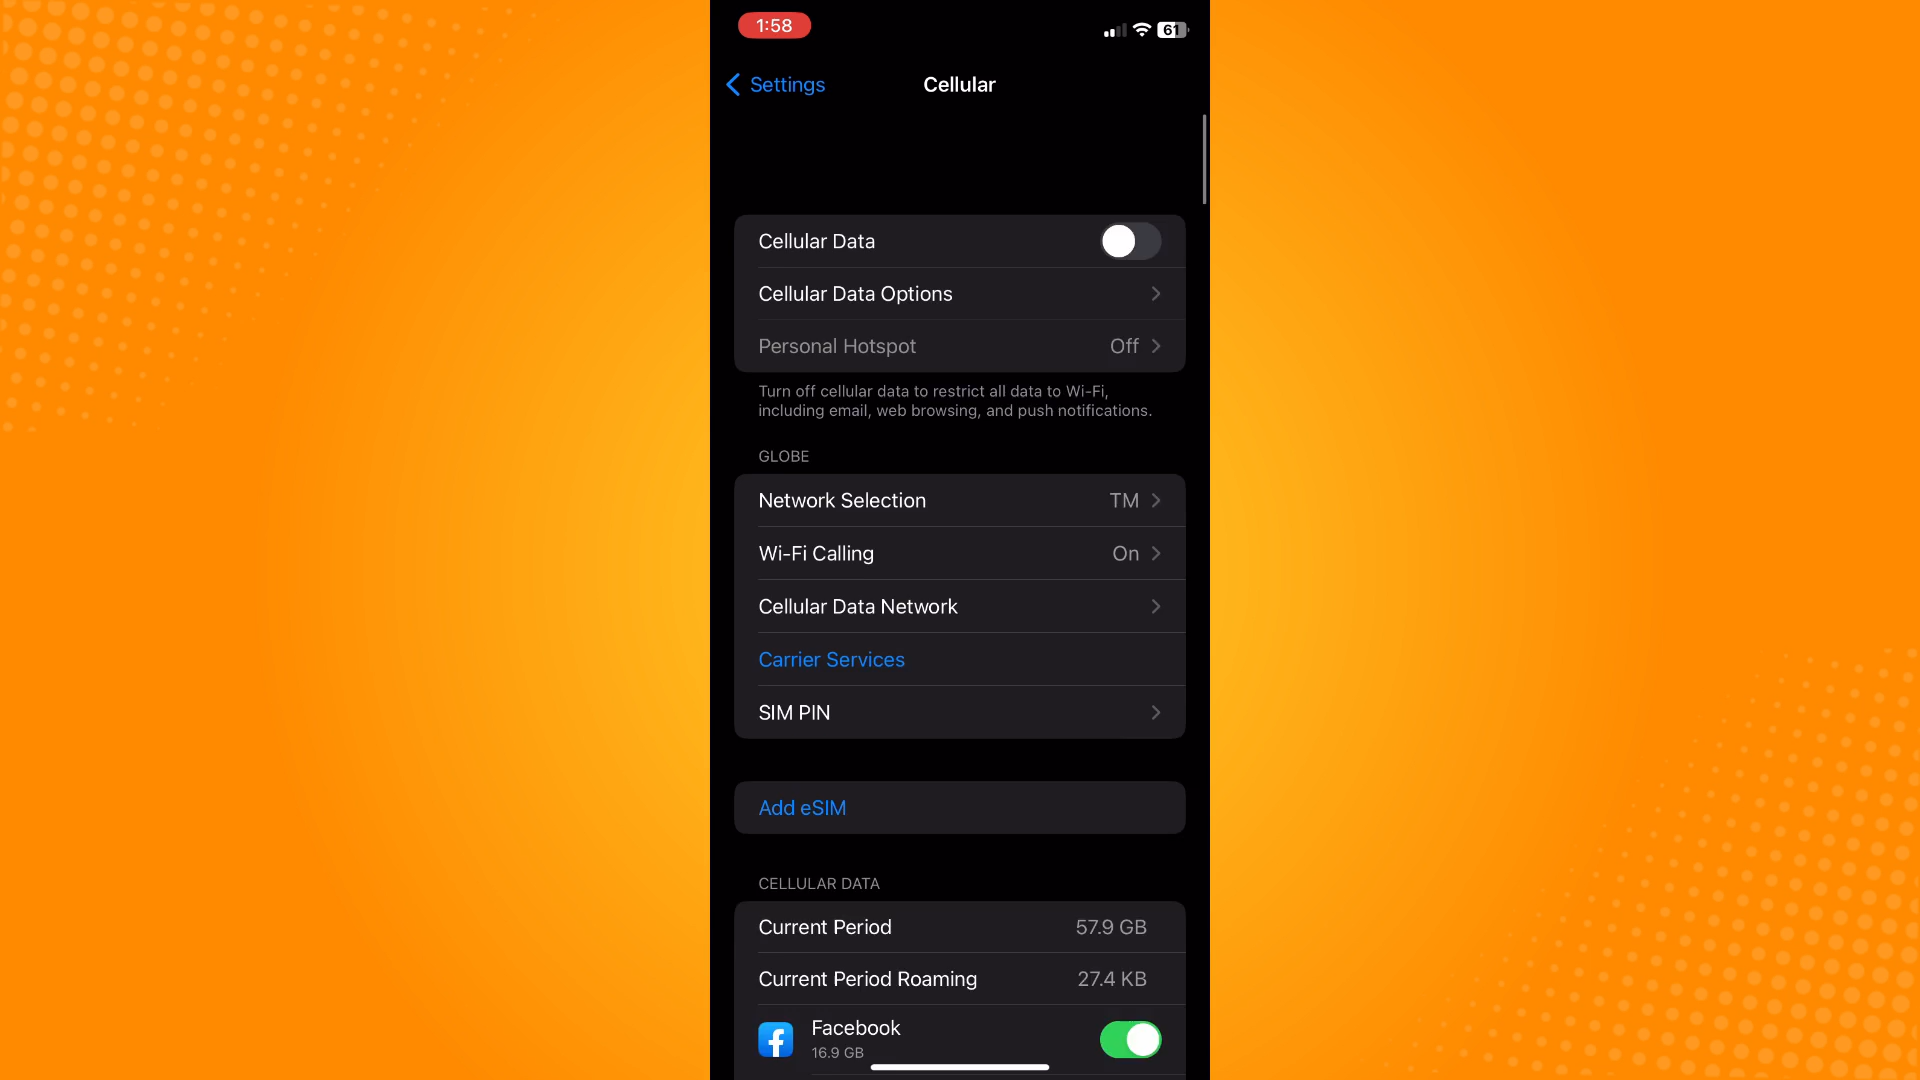 1:58
61
Settings
Cellular
Cellular Data
Cellular Data Options
Personal Hotspot Off
Turn off cellular data to restrict all data to Wi-Fi,
including email, web browsing, and push notifications.
GLOBE
Network Selection TM
Wi-Fi Calling On
Cellular Data Network
Carrier Services
SIM PIN
Add eSIM
CELLULAR DATA
Current Period 57.9 GB
Current Period Roaming 27.4 KB
Facebook
16.9 GB